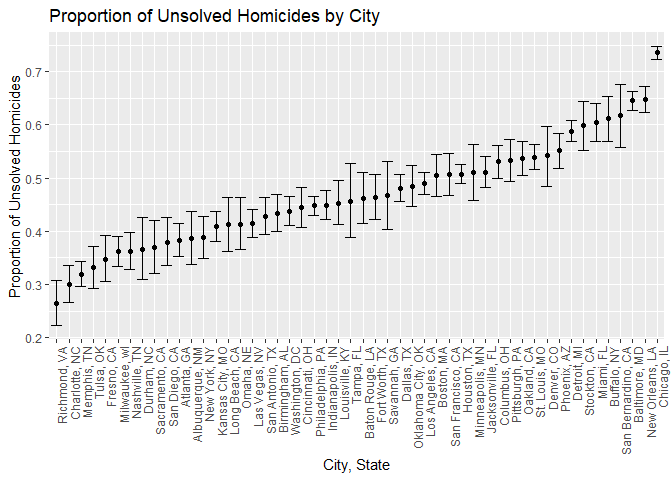 Proportion of Unsolved Homicides by City
Proportion of Unsolved Homicides
0.7
0.6
0.5
0.4
0.3
0.2
Richmond, VA
Charlotte, NC
Memphis, TN
Tulsa, OK
Fresno, CA
Milwaukee, wI
Nashville, TN
Durham, NC
Sacramento, CA
San Diego, CA
Atlanta, GA
Albuquerque, NM
New York, NY
Kansas City, MO
Long Beach, CA
Omaha, NE
Las Vegas, NV
San Antonio, TX
Birmingham, AL
Washington, DC
Cincinnati, OH
Philadelphia, PA
Indianapolis, IN
Louisville, KY
Tampa, FL
Baton Rouge, LA
Fort Worth, TX
Savannah, GA
Dallas, TX
Oklahoma City, OK
Los Angeles, CA
Boston, MA
San Francisco, CA
Houston, TX
Minneapolis, MN
Jacksonville, FL
Columbus, OH
Pittsburgh, PA
Oakland, CA
St. Louis, MO
Denver, CO
Phoenix, AZ
Detroit, MI
Stockton, CA
Miami, FL
Buffalo, NY
San Bernardino, CA
Baltimore, MD
New Orleans, LA
Chicago, IL
City, State